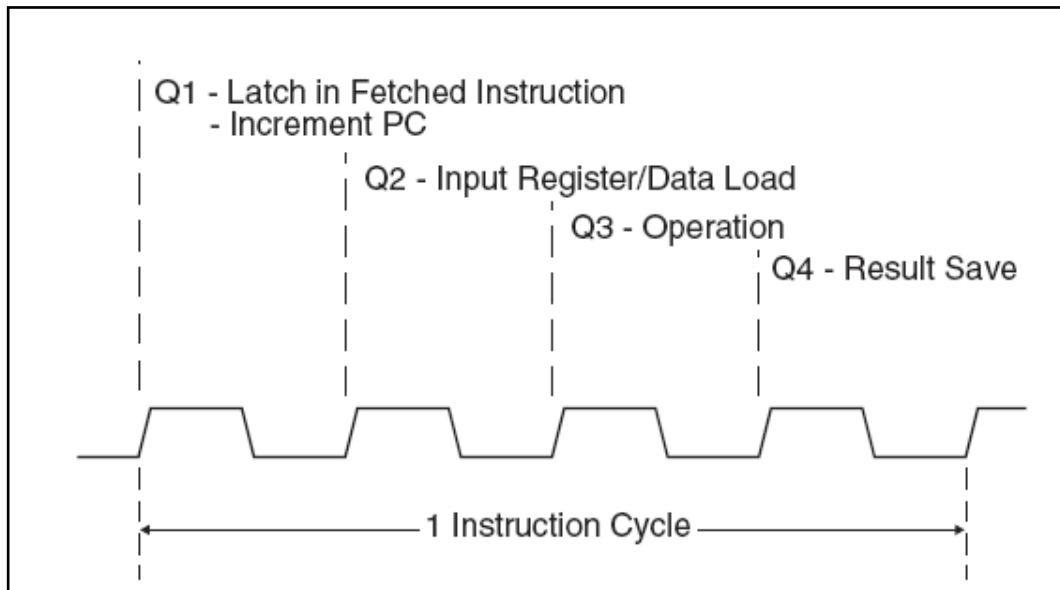 Q1 - Latch in Fetched Instruction
- Increment PC
Q2 - Input Register/Data Load
Q3 - Operation
Q4 - Result Save
1 Instruction Cycle